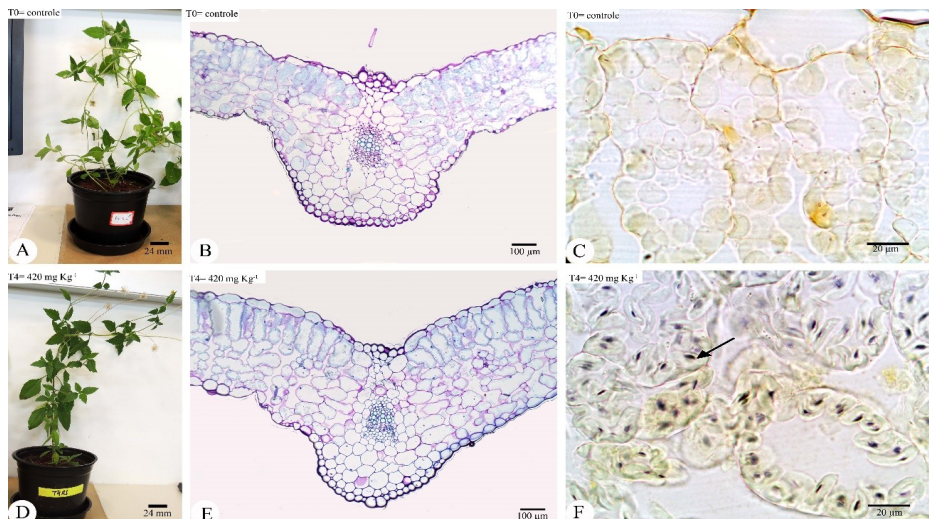 T0= controle
A
24 mm
T0= controle
B
100 µm
T0= controle
C
20 µm
T4= 420 mg Kg⁻¹
D
24 mm
T4= 420 mg Kg⁻¹
E
100 µm
T4= 420 mg Kg⁻¹
F
20 µm